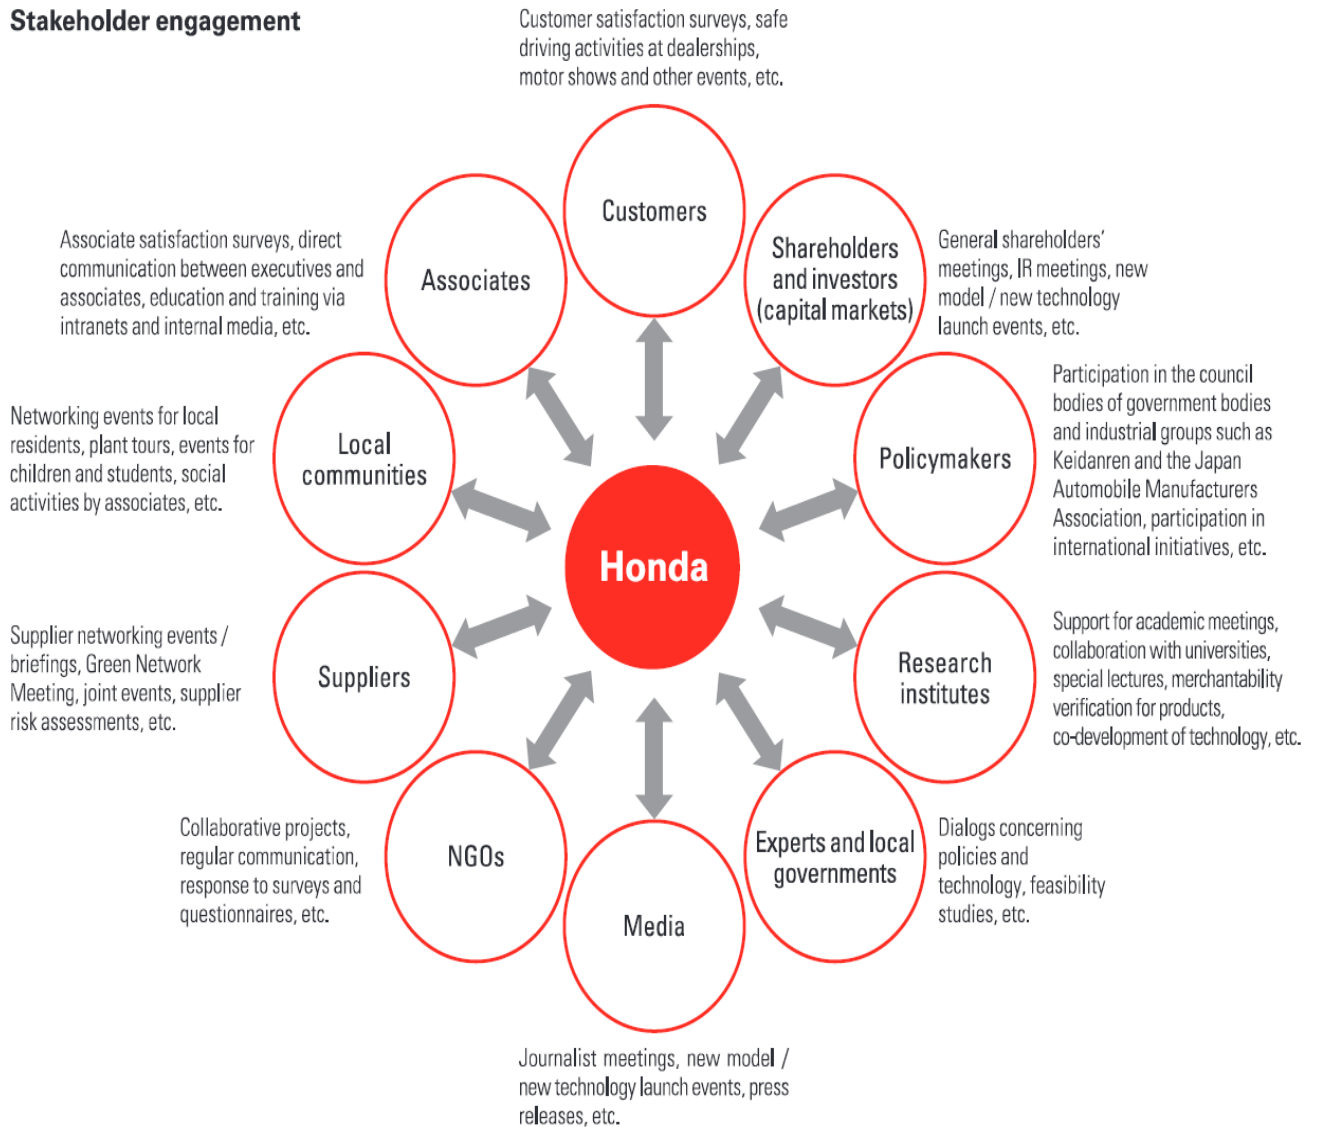 Stakeholder engagement
Customer satisfaction surveys, safe
driving activities at dealerships,
motor shows and other events, etc.
Customers
Shareholders
and investors
(capital markets)
General shareholders'
meetings, IR meetings, new
model / new technology
launch events, etc.
Associate satisfaction surveys, direct
communication between executives and
associates, education and training via
intranets and internal media, etc.
Associates
Policymakers
Participation in the council
bodies of government bodies
and industrial groups such as
Keidanren and the Japan
Automobile Manufacturers
Association, participation in
international initiatives, etc.
Networking events for local
residents, plant tours, events for
children and students, social
activities by associates, etc.
Local
communities
Honda
Research
institutes
Support for academic meetings,
collaboration with universities,
special lectures, merchantability
verification for products,
co-development of technology, etc.
Supplier networking events /
briefings, Green Network
Meeting, joint events, supplier
risk assessments, etc.
Suppliers
Experts and local
governments
Dialogs concerning
policies and
technology, feasibility
studies, etc.
Collaborative projects,
regular communication,
response to surveys and
questionnaires, etc.
NGOs
Media
Journalist meetings, new model /
new technology launch events, press
releases, etc.